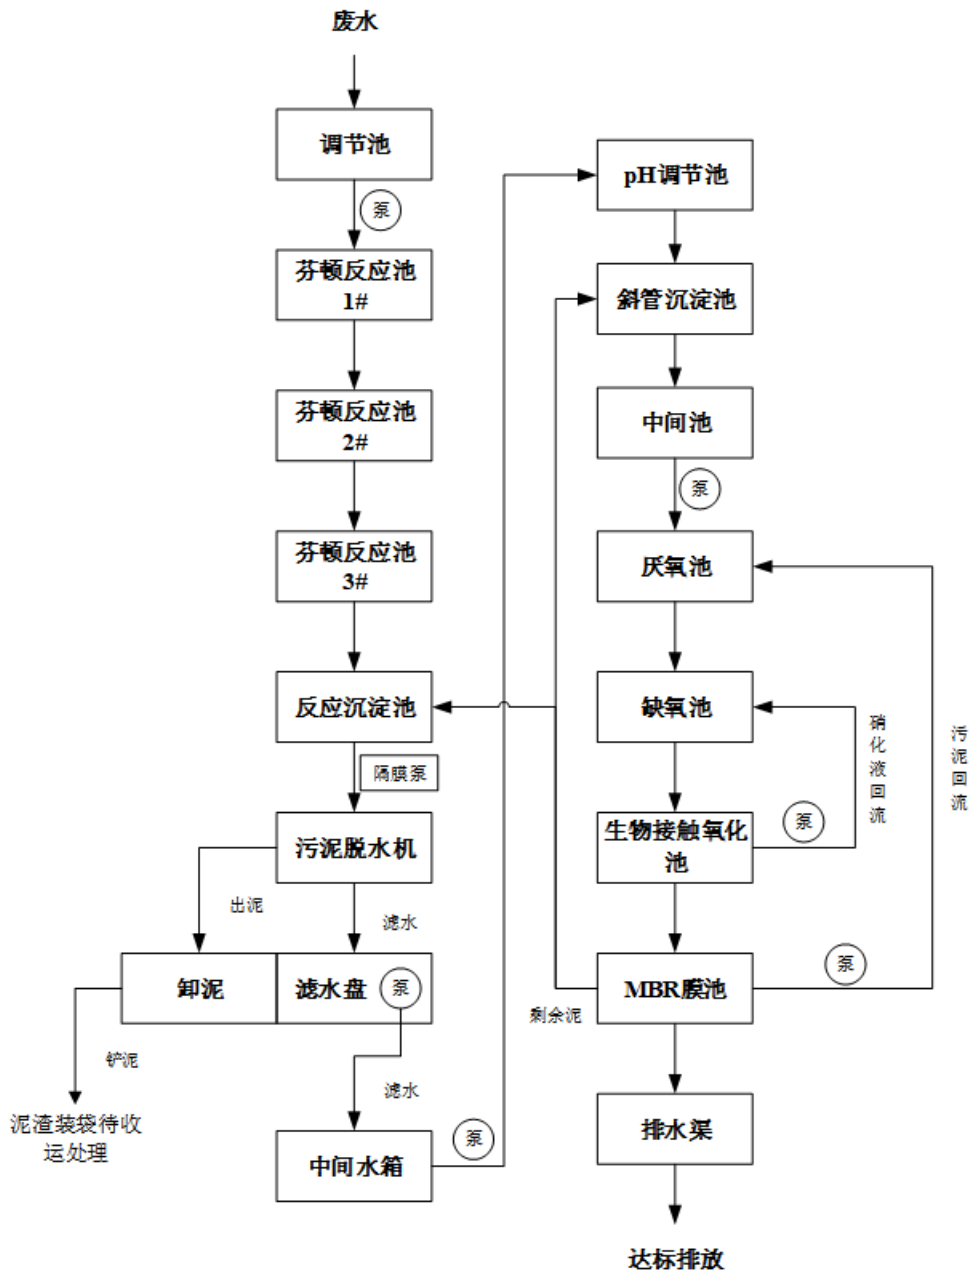 废水
调节池
泵
芬顿反应池
1#
芬顿反应池
2#
芬顿反应池
3#
反应沉淀池
隔膜泵
污泥脱水机
出泥
滤水
卸泥
滤水盘
泵
铲泥
泥渣装袋待收
运处理
滤水
中间水箱
泵
pH调节池
斜管沉淀池
中间池
泵
厌氧池
缺氧池
硝化液回流
污泥回流
生物接触氧化
池
泵
MBR膜池
泵
剩余泥
排水渠
达标排放